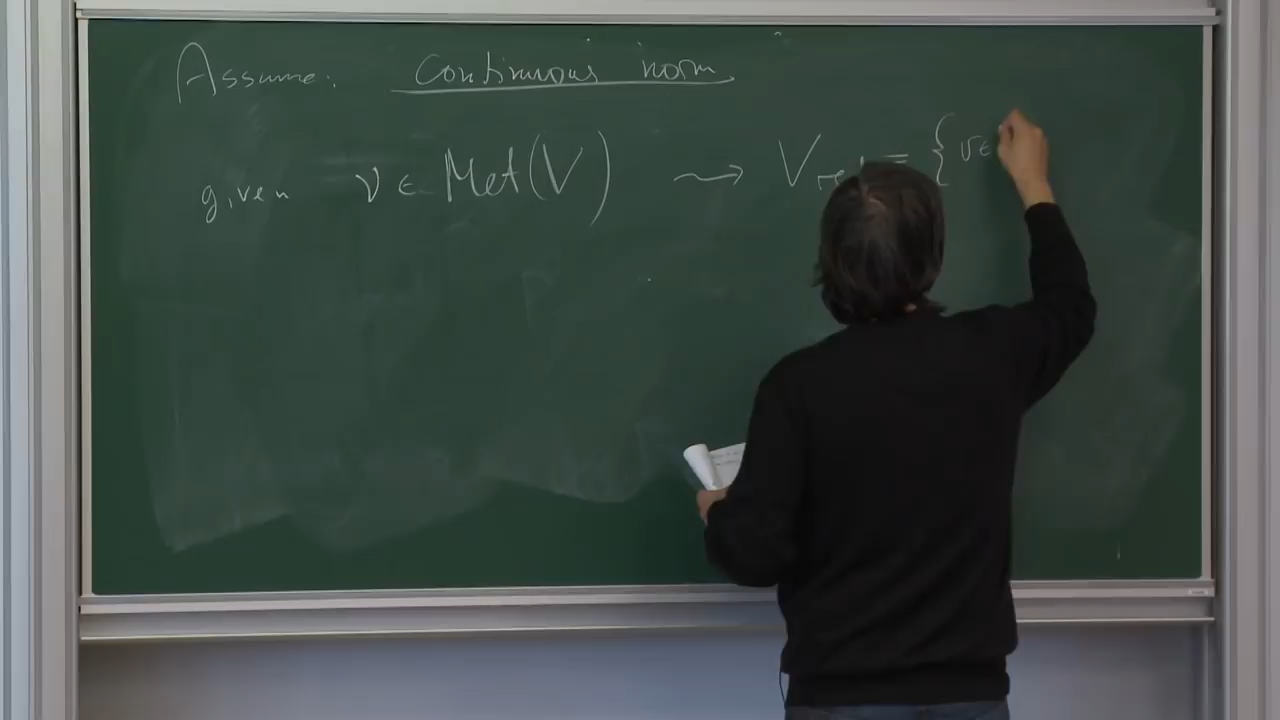 Assume: Continuous norm
given ν ∈ Met(V) ⇝ V = { v ∈